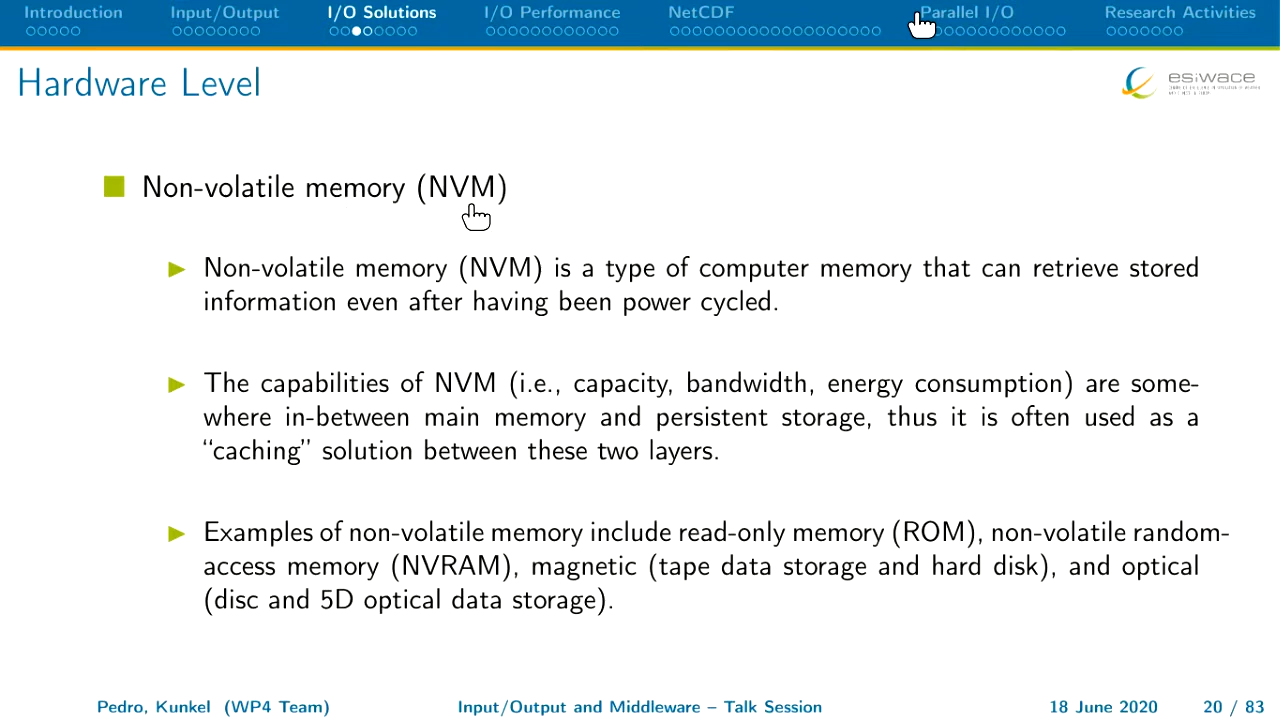 Introduction Input/Output I/O Solutions I/O Performance NetCDF Parallel I/O Research Activities
Hardware Level
esiwace
Non-volatile memory (NVM)
Non-volatile memory (NVM) is a type of computer memory that can retrieve stored
information even after having been power cycled.
The capabilities of NVM (i.e., capacity, bandwidth, energy consumption) are some-
where in-between main memory and persistent storage, thus it is often used as a
“caching” solution between these two layers.
Examples of non-volatile memory include read-only memory (ROM), non-volatile random-
access memory (NVRAM), magnetic (tape data storage and hard disk), and optical
(disc and 5D optical data storage).
Pedro, Kunkel (WP4 Team) Input/Output and Middleware – Talk Session 18 June 2020 20 / 83